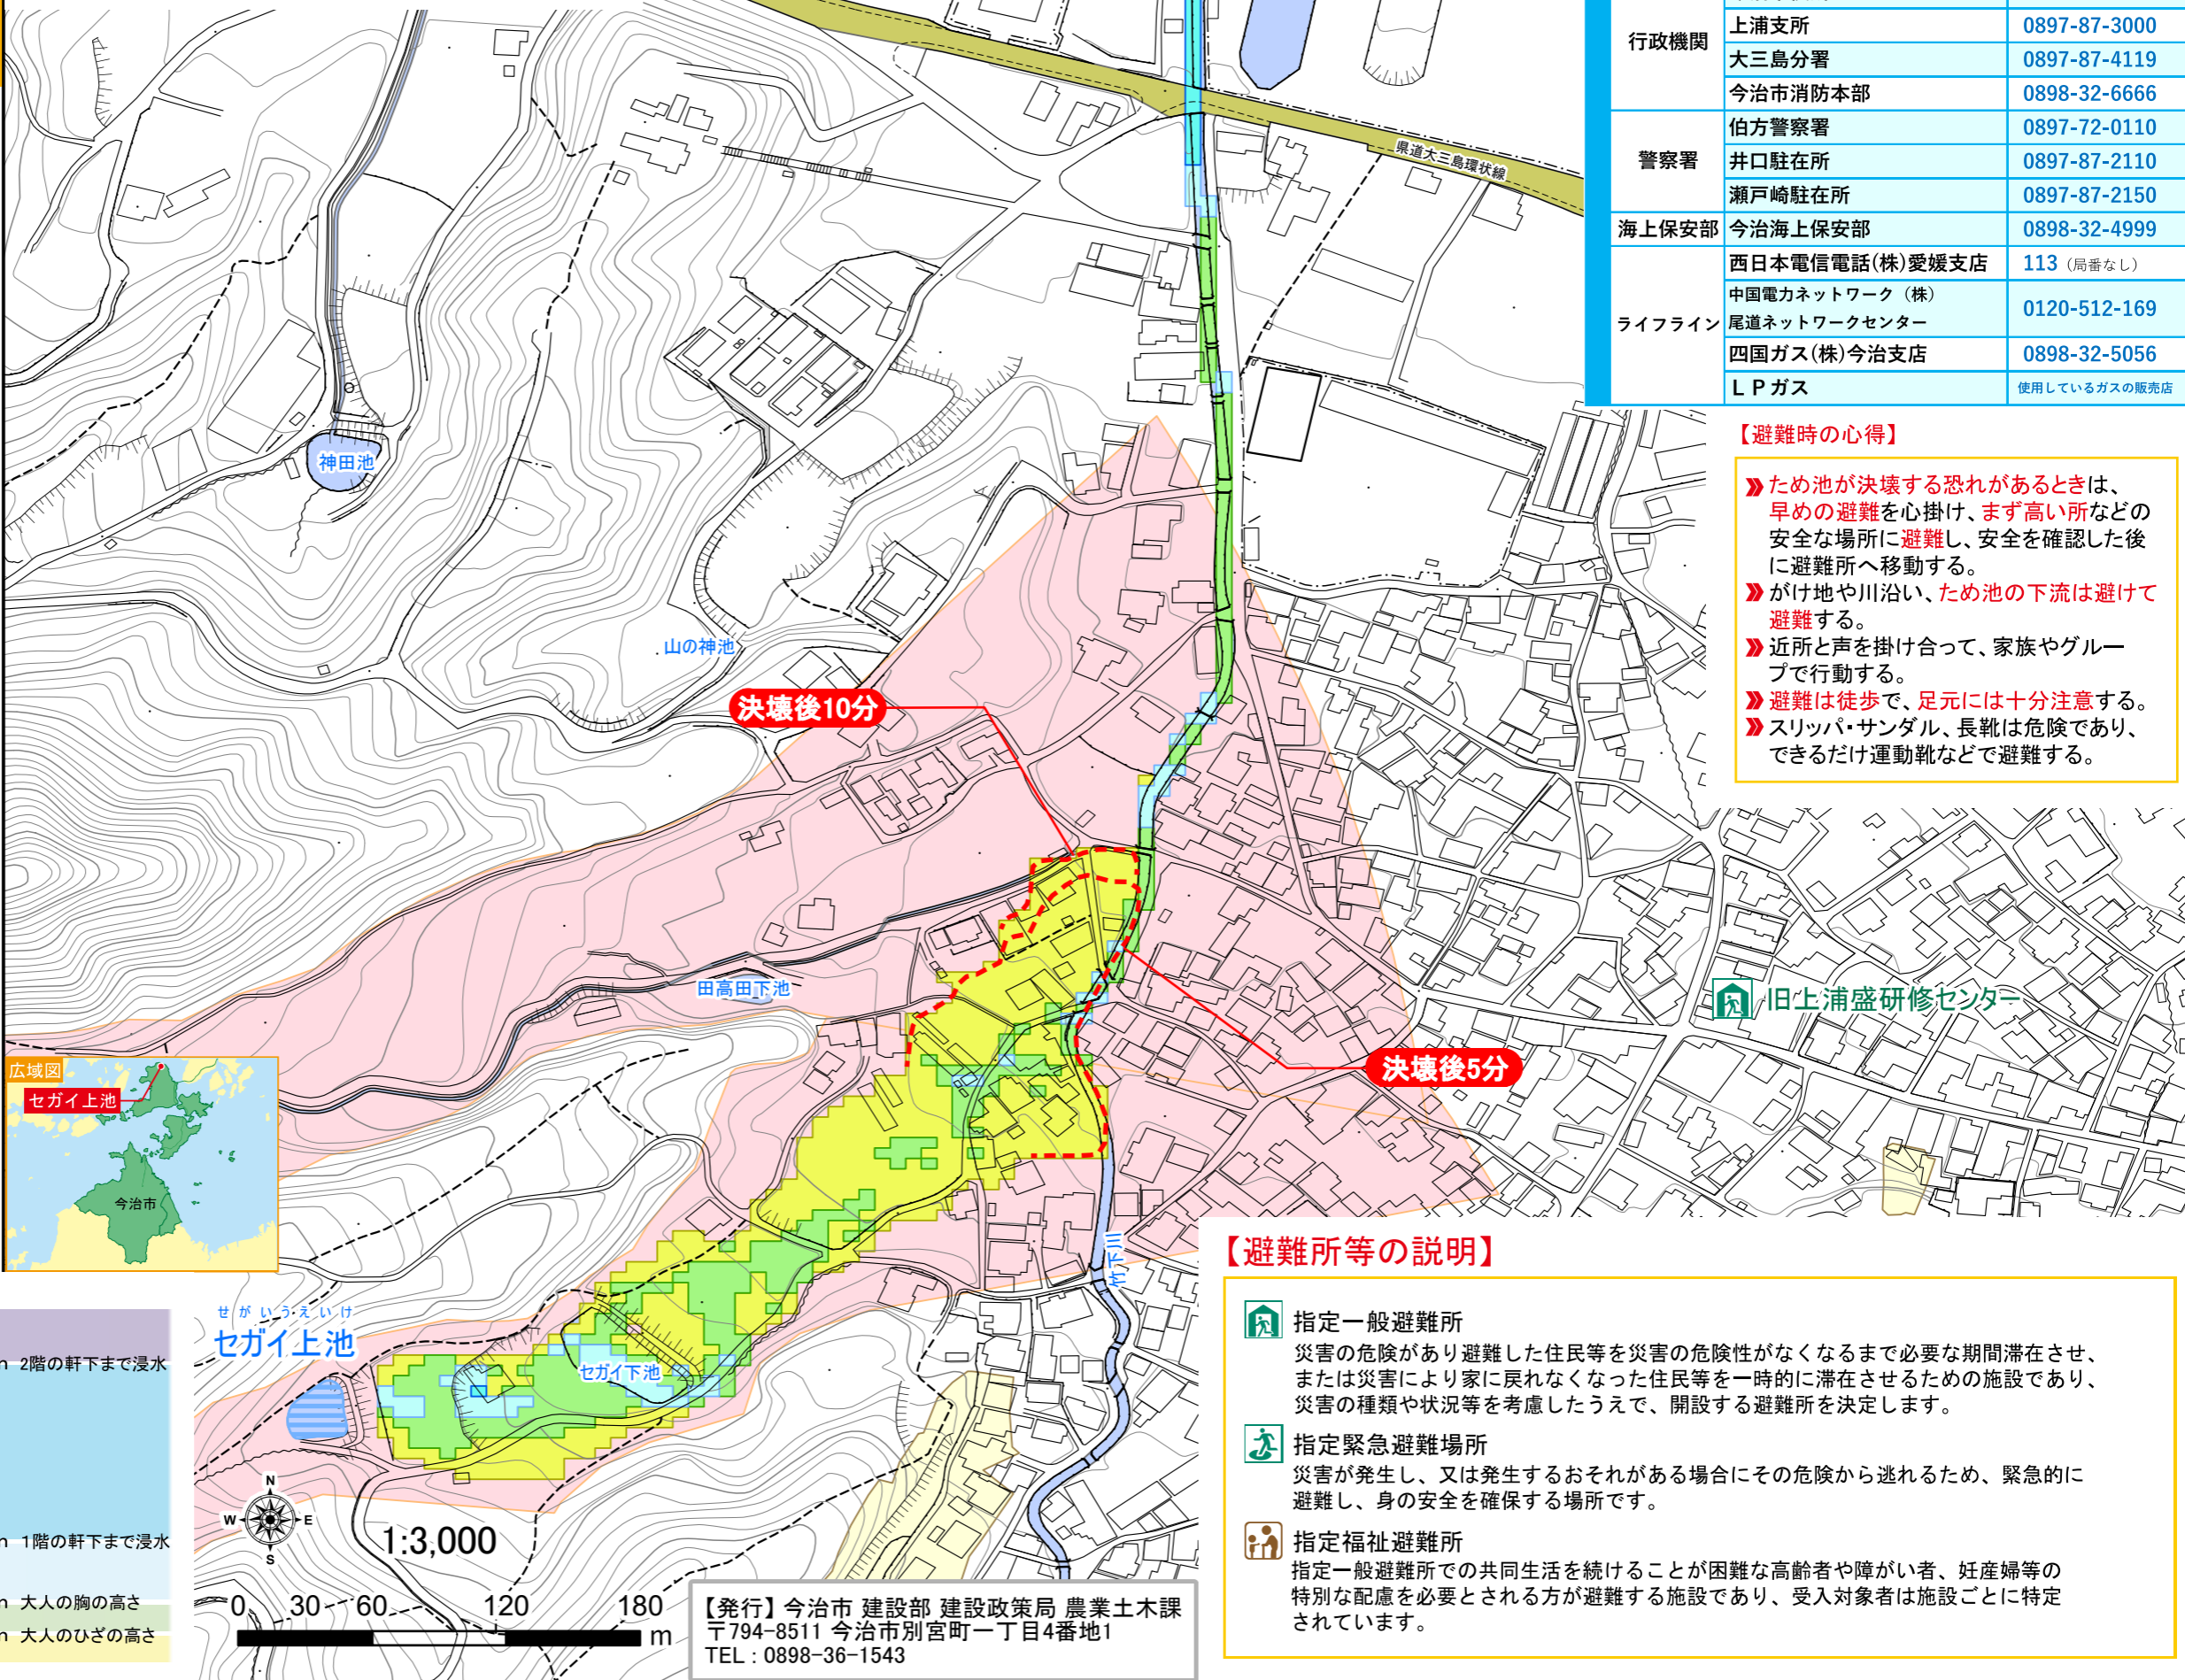 行政機関
上浦支所 0897-87-3000
大三島分署 0897-87-4119
今治市消防本部 0898-32-6666
警察署
伯方警察署 0897-72-0110
井口駐在所 0897-87-2110
瀬戸崎駐在所 0897-87-2150
海上保安部 今治海上保安部 0898-32-4999
ライフライン
西日本電信電話(株)愛媛支店 113（局番なし）
中国電力ネットワーク（株）
尾道ネットワークセンター 0120-512-169
四国ガス(株)今治支店 0898-32-5056
ＬＰガス 使用しているガスの販売店
県道大三島環状線
【避難時の心得】
ため池が決壊する恐れがあるときは、
早めの避難を心掛け、まず高い所などの
安全な場所に避難し、安全を確認した後
に避難所へ移動する。
がけ地や川沿い、ため池の下流は避けて
避難する。
近所と声を掛け合って、家族やグルー
プで行動する。
避難は徒歩で、足元には十分注意する。
スリッパ・サンダル、長靴は危険であり、
できるだけ運動靴などで避難する。
神田池
山の神池
決壊後10分
田高田下池
旧上浦盛研修センター
決壊後5分
広域図
セガイ上池
今治市
竹下川
せがいうえいけ
セガイ上池
セガイ下池
2階の軒下まで浸水
1階の軒下まで浸水
大人の胸の高さ
大人のひざの高さ
N
W E
S
1:3,000
0 30 60 120 180
m
【発行】今治市 建設部 建設政策局 農業土木課
〒794-8511 今治市別宮町一丁目4番地1
TEL : 0898-36-1543
【避難所等の説明】
指定一般避難所
災害の危険があり避難した住民等を災害の危険性がなくなるまで必要な期間滞在させ、
または災害により家に戻れなくなった住民等を一時的に滞在させるための施設であり、
災害の種類や状況等を考慮したうえで、開設する避難所を決定します。
指定緊急避難場所
災害が発生し、又は発生するおそれがある場合にその危険から逃れるため、緊急的に
避難し、身の安全を確保する場所です。
指定福祉避難所
指定一般避難所での共同生活を続けることが困難な高齢者や障がい者、妊産婦等の
特別な配慮を必要とされる方が避難する施設であり、受入対象者は施設ごとに特定
されています。